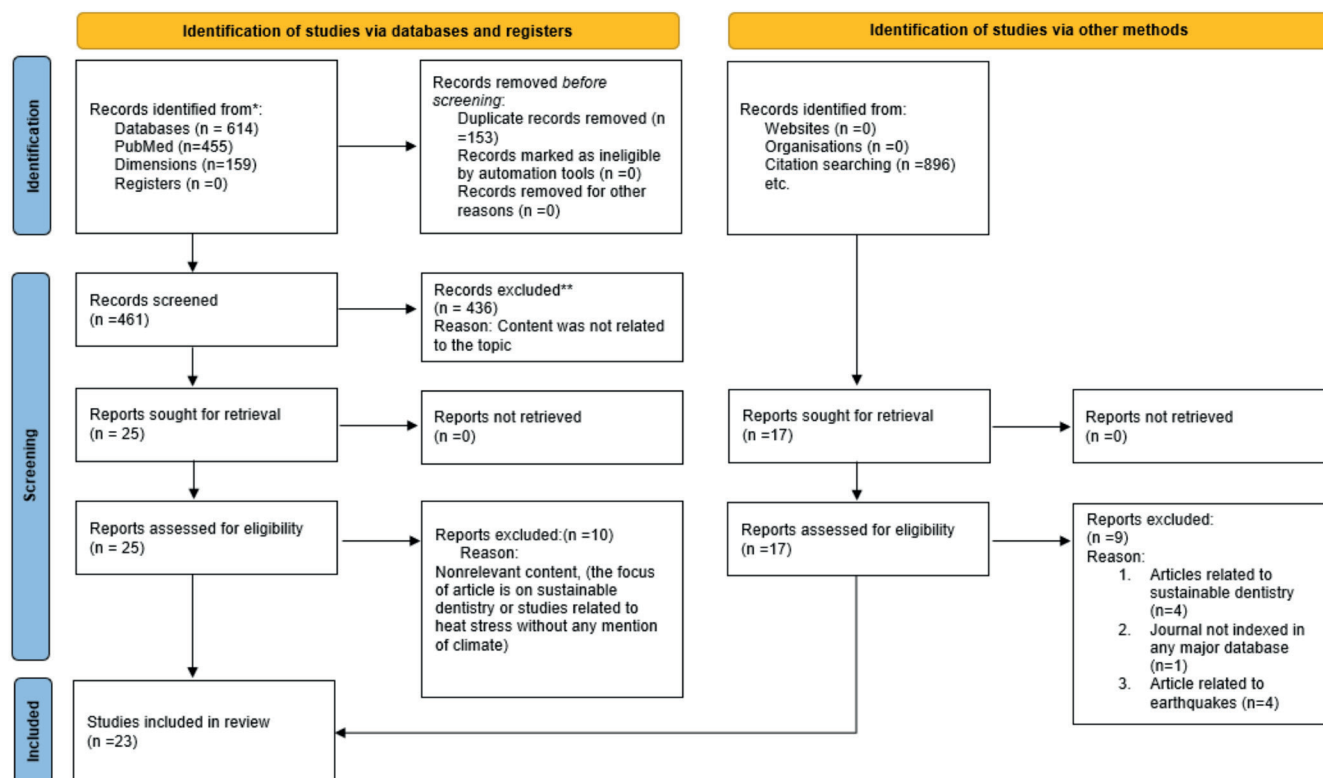 Identification of studies via databases and registers
Identification of studies via other methods
Identification
Records identified from*:
Databases (n = 614)
PubMed (n=455)
Dimensions (n=159)
Registers (n =0)
Records removed before
screening:
Duplicate records removed (n
=153)
Records marked as ineligible
by automation tools (n =0)
Records removed for other
reasons (n =0)
Records identified from:
Websites (n =0)
Organisations (n =0)
Citation searching (n =896)
etc.
Screening
Records screened
(n =461)
Records excluded**
(n = 436)
Reason: Content was not related
to the topic
Reports sought for retrieval
(n = 25)
Reports not retrieved
(n =0)
Reports sought for retrieval
(n =17)
Reports not retrieved
(n =0)
Reports assessed for eligibility
(n = 25)
Reports excluded:(n =10)
Reason:
Nonrelevant content, (the focus
of article is on sustainable
dentistry or studies related to
heat stress without any mention
of climate)
Reports assessed for eligibility
(n =17)
Reports excluded:
(n =9)
Reason:
1. Articles related to
sustainable dentistry
(n=4)
2. Journal not indexed in
any major database
(n=1)
3. Article related to
earthquakes (n=4)
Included
Studies included in review
(n =23)